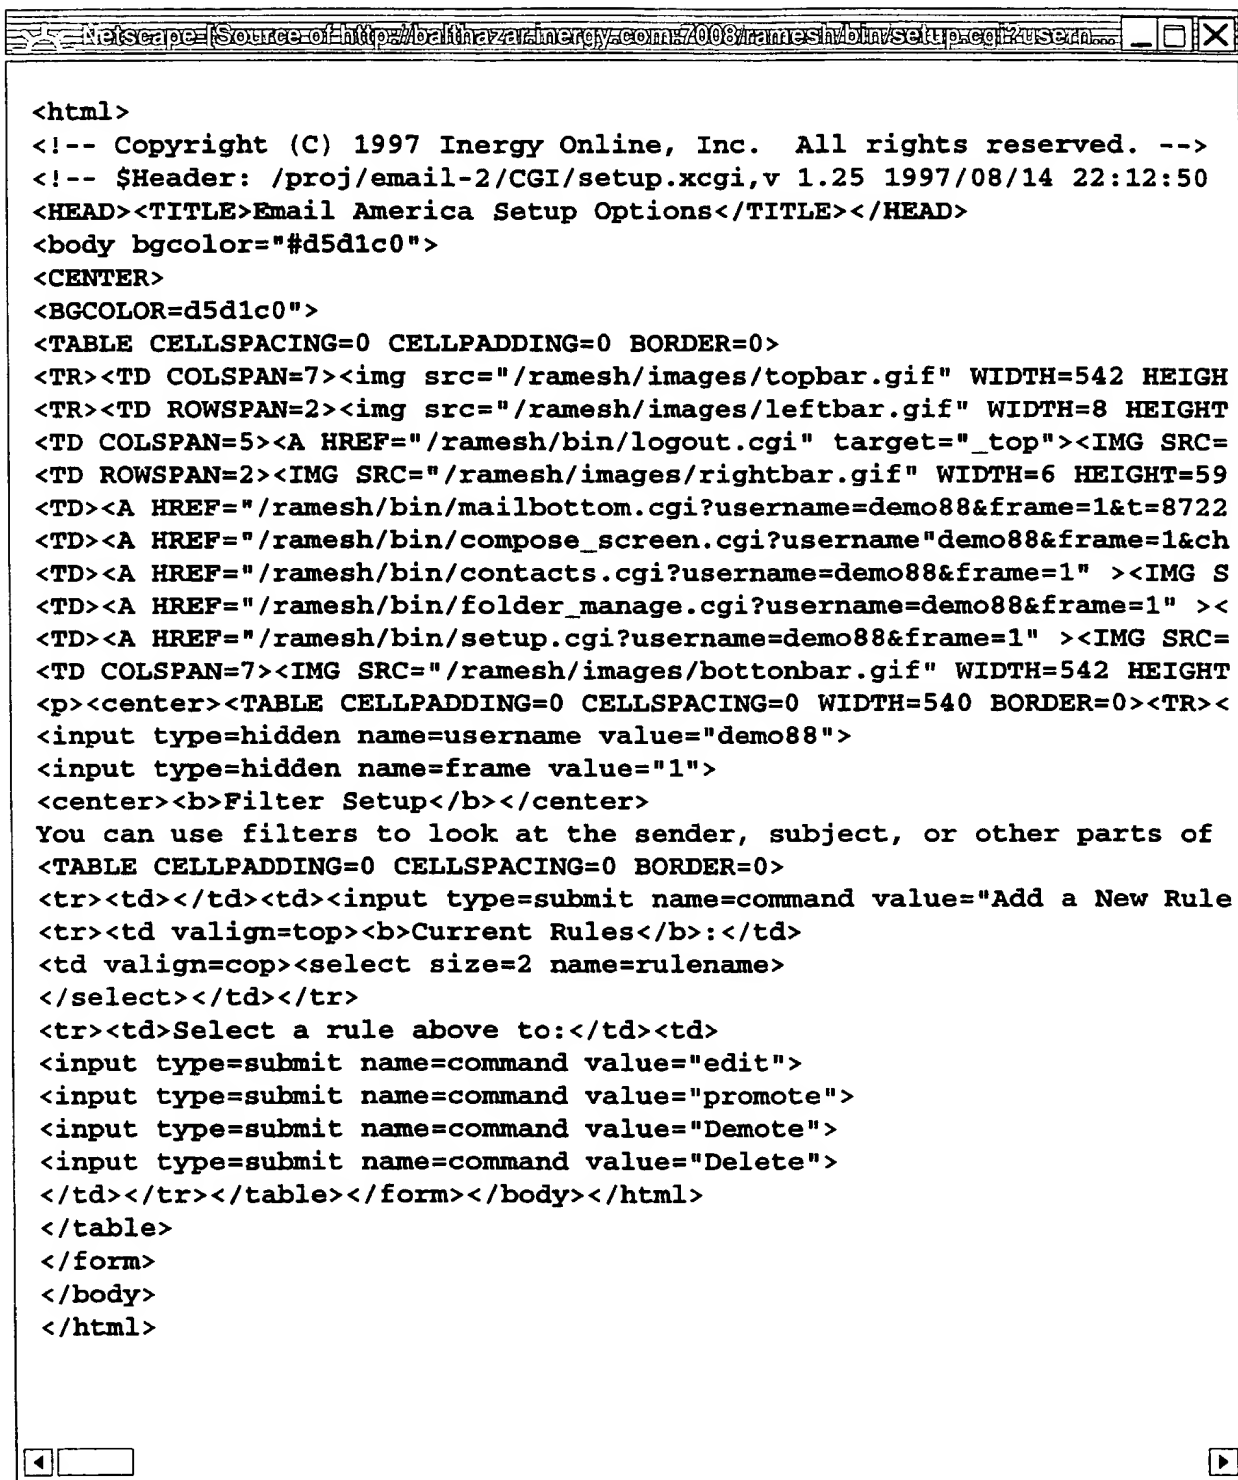 Netscape-[Source of http://balthazar.inergy.com:7008/ramesh/bin/setup.cgi?usern...
<html>
<!-- Copyright (C) 1997 Inergy Online, Inc.  All rights reserved. -->
<!-- $Header: /proj/email-2/CGI/setup.xcgi,v 1.25 1997/08/14 22:12:50
<HEAD><TITLE>Email America Setup Options</TITLE></HEAD>
<body bgcolor="#d5d1c0">
<CENTER>
<BGCOLOR=d5d1c0">
<TABLE CELLSPACING=0 CELLPADDING=0 BORDER=0>
<TR><TD COLSPAN=7><img src="/ramesh/images/topbar.gif" WIDTH=542 HEIGH
<TR><TD ROWSPAN=2><img src="/ramesh/images/leftbar.gif" WIDTH=8 HEIGHT
<TD COLSPAN=5><A HREF="/ramesh/bin/logout.cgi" target="_top"><IMG SRC=
<TD ROWSPAN=2><IMG SRC="/ramesh/images/rightbar.gif" WIDTH=6 HEIGHT=59
<TD><A HREF="/ramesh/bin/mailbottom.cgi?username=demo88&frame=1&t=8722
<TD><A HREF="/ramesh/bin/compose_screen.cgi?username"demo88&frame=1&ch
<TD><A HREF="/ramesh/bin/contacts.cgi?username=demo88&frame=1" ><IMG S
<TD><A HREF="/ramesh/bin/folder_manage.cgi?username=demo88&frame=1" ><
<TD><A HREF="/ramesh/bin/setup.cgi?username=demo88&frame=1" ><IMG SRC=
<TD COLSPAN=7><IMG SRC="/ramesh/images/bottonbar.gif" WIDTH=542 HEIGHT
<p><center><TABLE CELLPADDING=0 CELLSPACING=0 WIDTH=540 BORDER=0><TR><
<input type=hidden name=username value="demo88">
<input type=hidden name=frame value="1">
<center><b>Filter Setup</b></center>
You can use filters to look at the sender, subject, or other parts of
<TABLE CELLPADDING=0 CELLSPACING=0 BORDER=0>
<tr><td></td><td><input type=submit name=command value="Add a New Rule
<tr><td valign=top><b>Current Rules</b>:</td>
<td valign=cop><select size=2 name=rulename>
</select></td></tr>
<tr><td>Select a rule above to:</td><td>
<input type=submit name=command value="edit">
<input type=submit name=command value="promote">
<input type=submit name=command value="Demote">
<input type=submit name=command value="Delete">
</td></tr></table></form></body></html>
</table>
</form>
</body>
</html>